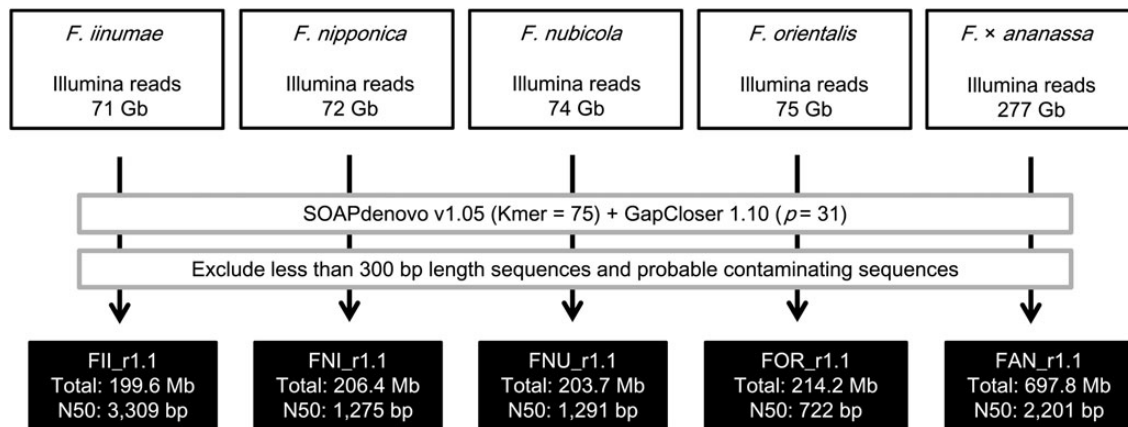 F. iinumae
Illumina reads
71 Gb
F. nipponica
Illumina reads
72 Gb
F. nubicola
Illumina reads
74 Gb
F. orientalis
Illumina reads
75 Gb
F. × ananassa
Illumina reads
277 Gb
SOAPdenovo v1.05 (Kmer = 75) + GapCloser 1.10 (p = 31)
Exclude less than 300 bp length sequences and probable contaminating sequences
FII_r1.1
Total: 199.6 Mb
N50: 3,309 bp
FNI_r1.1
Total: 206.4 Mb
N50: 1,275 bp
FNU_r1.1
Total: 203.7 Mb
N50: 1,291 bp
FOR_r1.1
Total: 214.2 Mb
N50: 722 bp
FAN_r1.1
Total: 697.8 Mb
N50: 2,201 bp